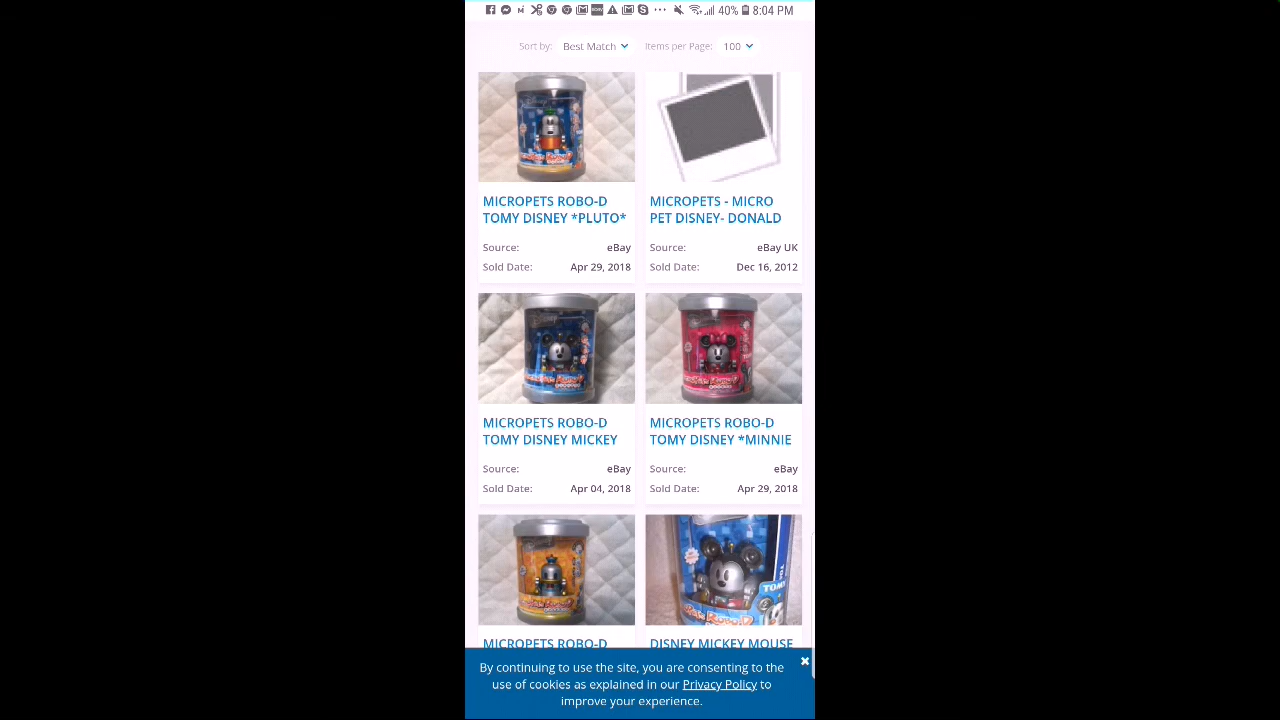 40% 8:04 PM
Sort by: Best Match Items per Page: 100
MICROPETS ROBO-D
TOMY DISNEY *PLUTO*
Source: eBay
Sold Date: Apr 29, 2018
MICROPETS - MICRO
PET DISNEY- DONALD
Source: eBay UK
Sold Date: Dec 16, 2012
MICROPETS ROBO-D
TOMY DISNEY MICKEY
Source: eBay
Sold Date: Apr 04, 2018
MICROPETS ROBO-D
TOMY DISNEY *MINNIE
Source: eBay
Sold Date: Apr 29, 2018
TOMY
MICROPETS ROBO-D
DISNEY MICKEY MOUSE
By continuing to use the site, you are consenting to the
use of cookies as explained in our Privacy Policy to
improve your experience.